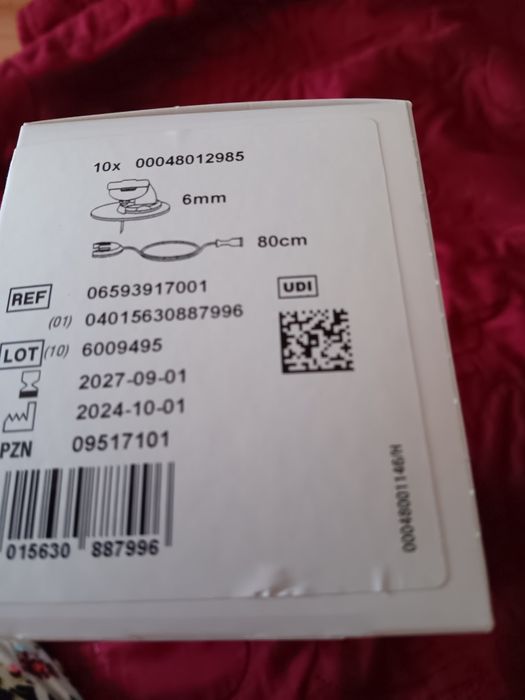 10x 00048012985
6mm
80cm
REF 06593917001
UDI
(01) 04015630887996
LOT (10) 6009495
2027-09-01
2024-10-01
PZN 09517101
015630 887996
00048001146/H